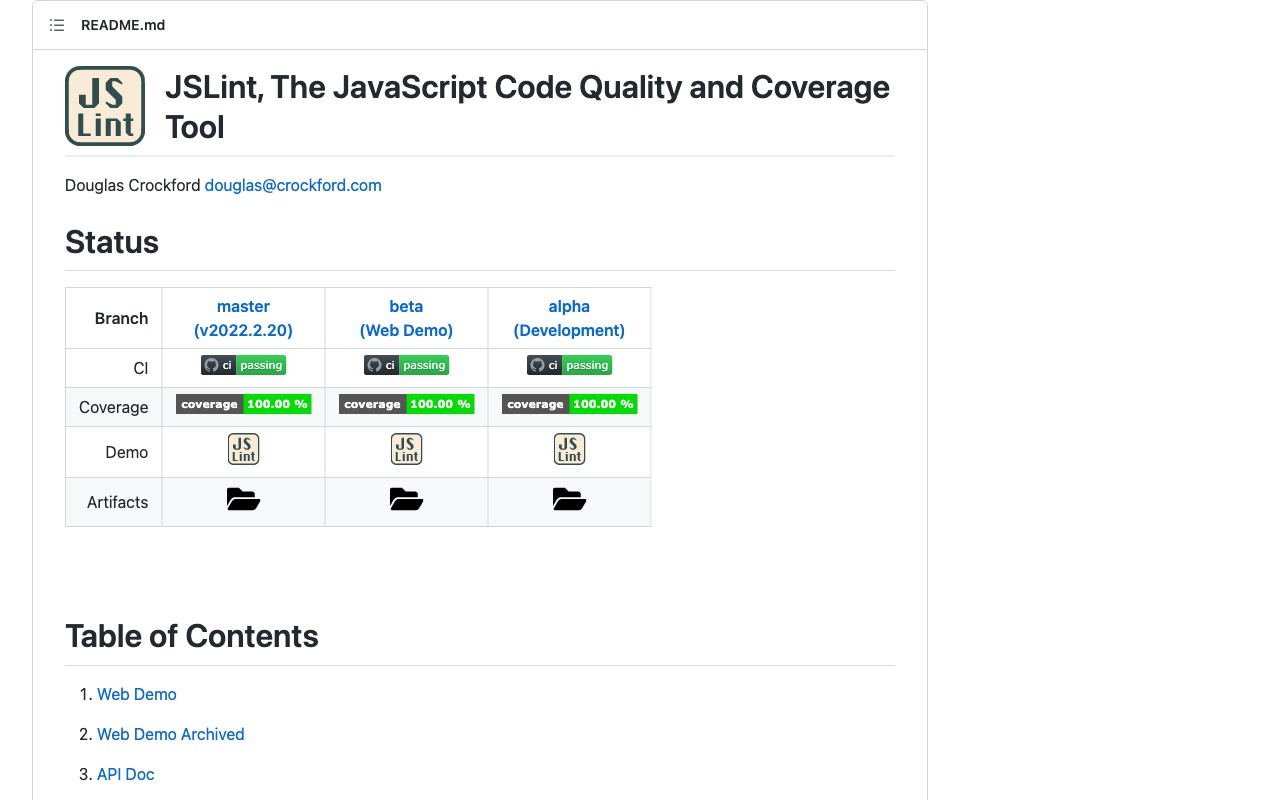 README.md
JS
Lint
JSLint, The JavaScript Code Quality and Coverage
Tool
Douglas Crockford douglas@crockford.com
Status
Branch master (v2022.2.20) beta (Web Demo) alpha (Development)
CI ci passing ci passing ci passing
Coverage coverage 100.00 % coverage 100.00 % coverage 100.00 %
Demo JS Lint JS Lint JS Lint
Artifacts
Table of Contents
1. Web Demo
2. Web Demo Archived
3. API Doc